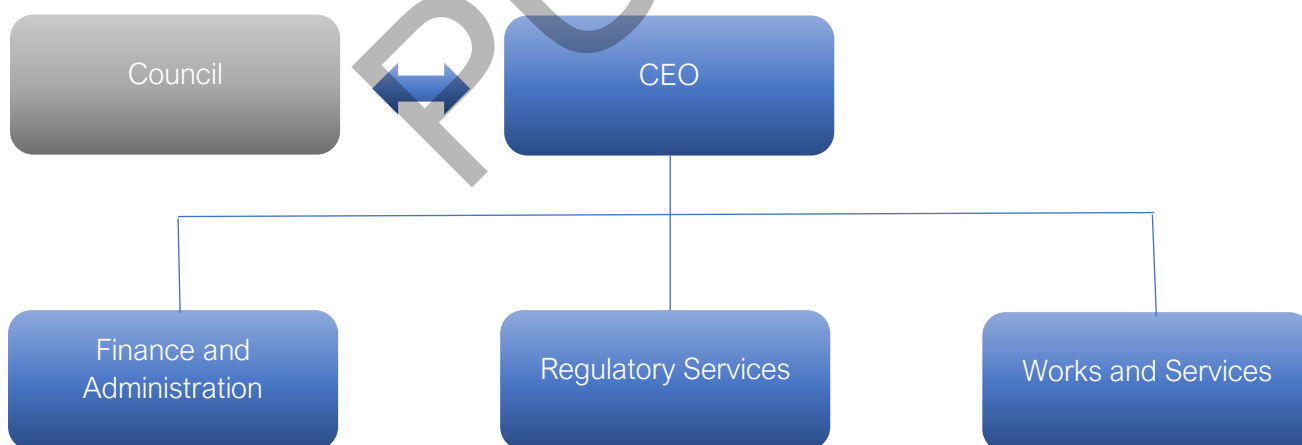 Council
CEO
Finance and
Administration
Regulatory Services
Works and Services